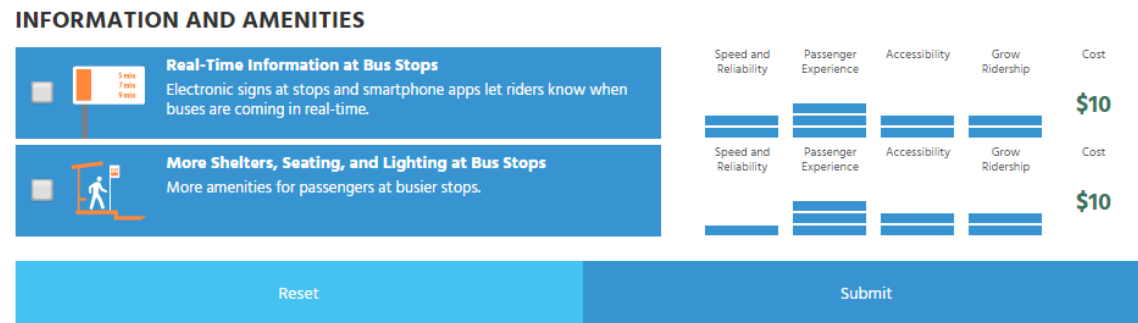 INFORMATION AND AMENITIES
Real-Time Information at Bus Stops
Electronic signs at stops and smartphone apps let riders know when
buses are coming in real-time.
5 min
7 min
9 min
Speed and
Reliability
Passenger
Experience
Accessibility
Grow
Ridership
Cost
$10
More Shelters, Seating, and Lighting at Bus Stops
More amenities for passengers at busier stops.
Speed and
Reliability
Passenger
Experience
Accessibility
Grow
Ridership
Cost
$10
Reset
Submit